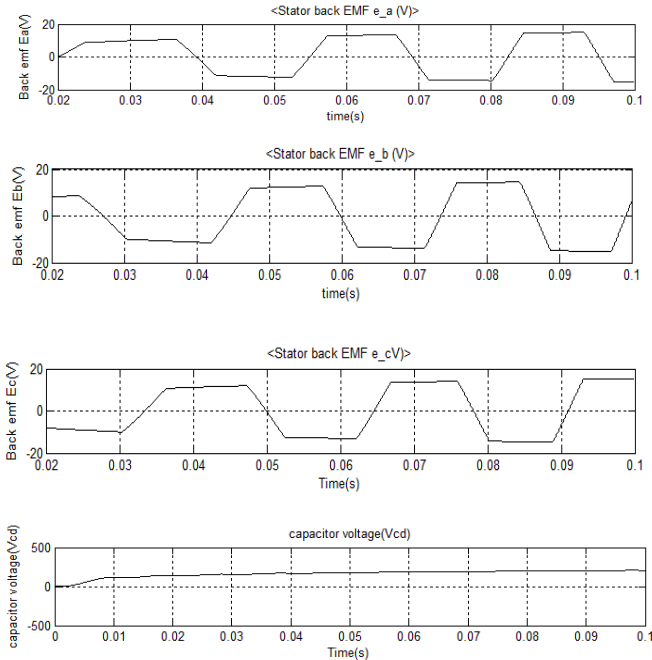 <Stator back EMF e_a (V)>
Back emf Ea(V)
20
0
-20
0.02 0.03 0.04 0.05 0.06 0.07 0.08 0.09 0.1
time(s)
<Stator back EMF e_b (V)>
Back emf Eb(V)
20
0
-20
0.02 0.03 0.04 0.05 0.06 0.07 0.08 0.09 0.1
time(s)
<Stator back EMF e_cV)>
Back emf Ec(V)
20
0
-20
0.02 0.03 0.04 0.05 0.06 0.07 0.08 0.09 0.1
Time(s)
capacitor voltage(Vcd)
capacitor voltage(Vcd)
500
0
-500
0 0.01 0.02 0.03 0.04 0.05 0.06 0.07 0.08 0.09 0.1
Time(s)